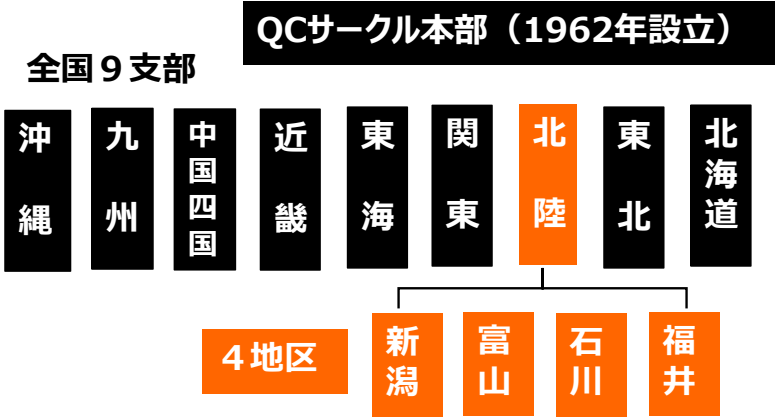 QCサークル本部（1962年設立）
全国９支部
沖縄
九州
中国四国
近畿
東海
関東
北陸
東北
北海道
４地区
新潟
富山
石川
福井